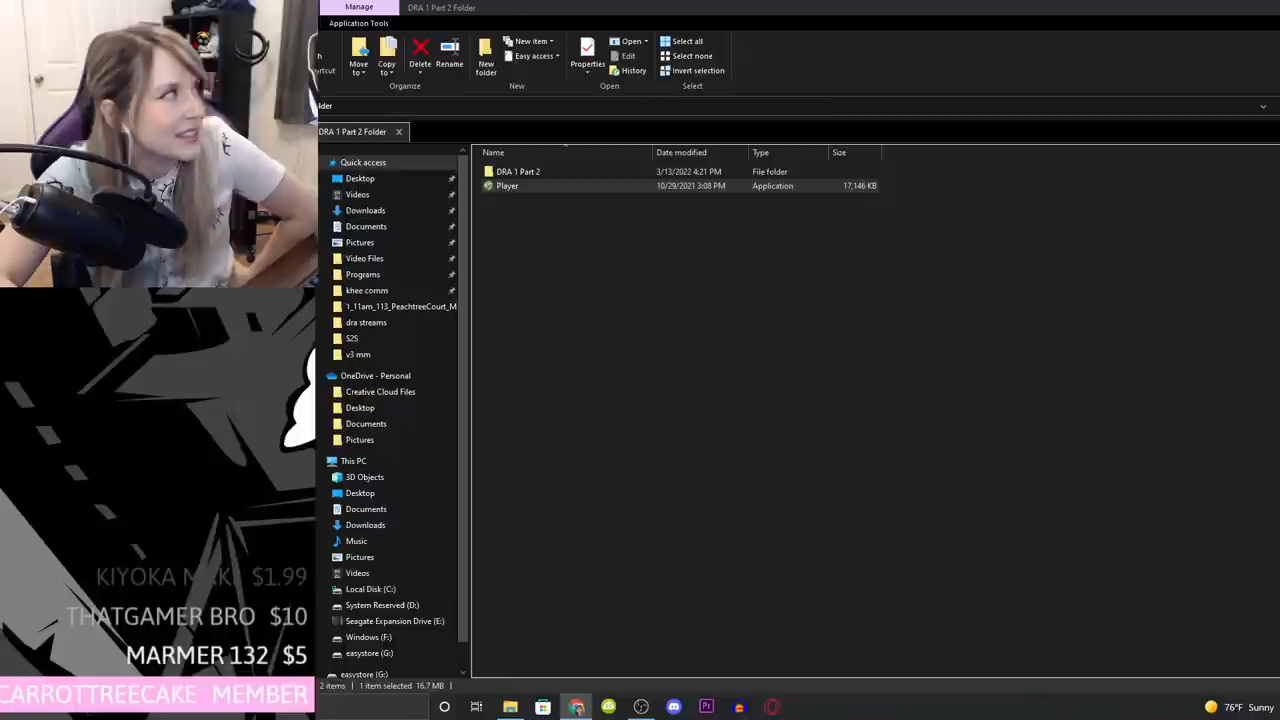 Manage
DRA 1 Part 2 Folder
Application Tools
Move to
Copy to
Delete
Rename
New folder
New item
Easy access
Properties
Open
Edit
History
Select all
Select none
Invert selection
Organize
New
Open
Select
DRA 1 Part 2 Folder
Name
Date modified
Type
Size
DRA 1 Part 2
3/13/2022 4:21 PM
File folder
Player
10/29/2021 3:08 PM
Application
17,146 KB
Quick access
Desktop
Videos
Downloads
Documents
Pictures
Video Files
Programs
khee comm
1_11am_113_PeachtreeCourt_M
dra streams
S2S
v3 mm
OneDrive - Personal
Creative Cloud Files
Desktop
Documents
Pictures
This PC
3D Objects
Desktop
Documents
Downloads
Music
Pictures
Videos
Local Disk (C:)
System Reserved (D:)
Seagate Expansion Drive (E:)
Windows (F:)
easystore (G:)
easystore (G:)
2 items
1 item selected 16.7 MB
KIYOKA $1.99
THATGAMER BRO $10
MARMER 132 $5
CARROTTREECAKE MEMBER
76°F Sunny